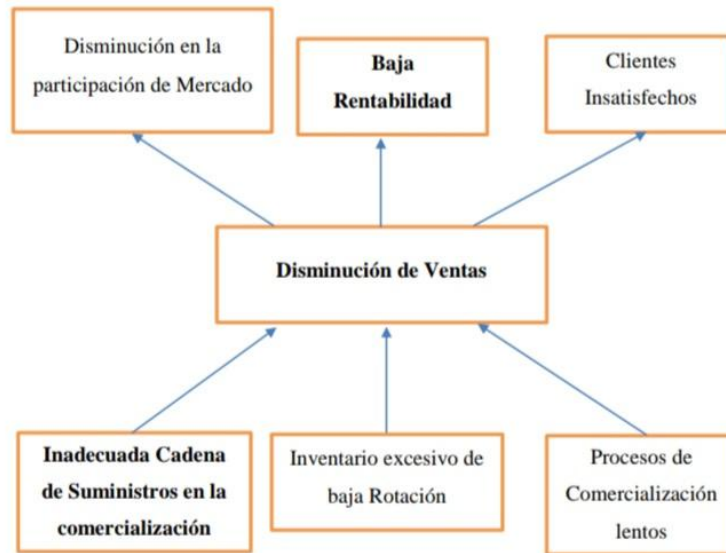 Disminución en la
participación de Mercado
Baja
Rentabilidad
Clientes
Insatisfechos
Disminución de Ventas
Inadecuada Cadena
de Suministros en la
comercialización
Inventario excesivo de
baja Rotación
Procesos de
Comercialización
lentos